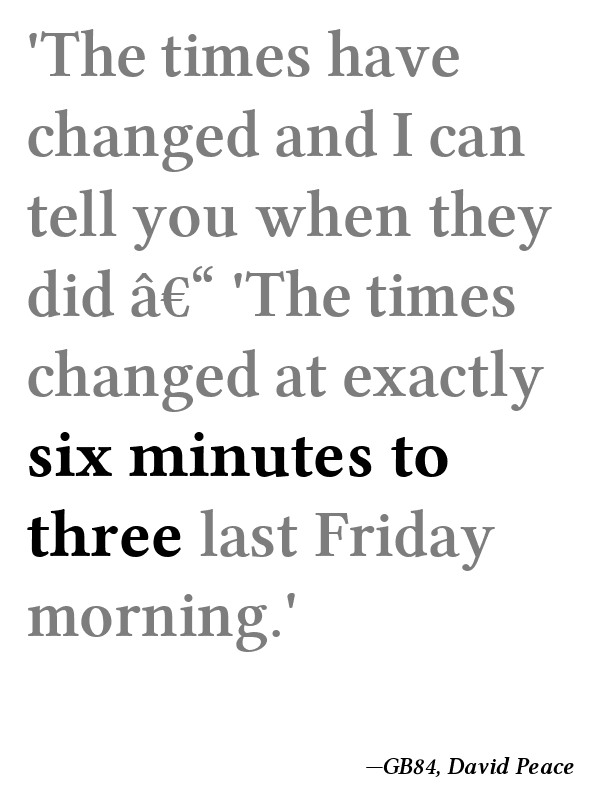 'The times have
changed and I can
tell you when they
did â€“ 'The times
changed at exactly
six minutes to
three last Friday
morning.'
—GB84, David Peace